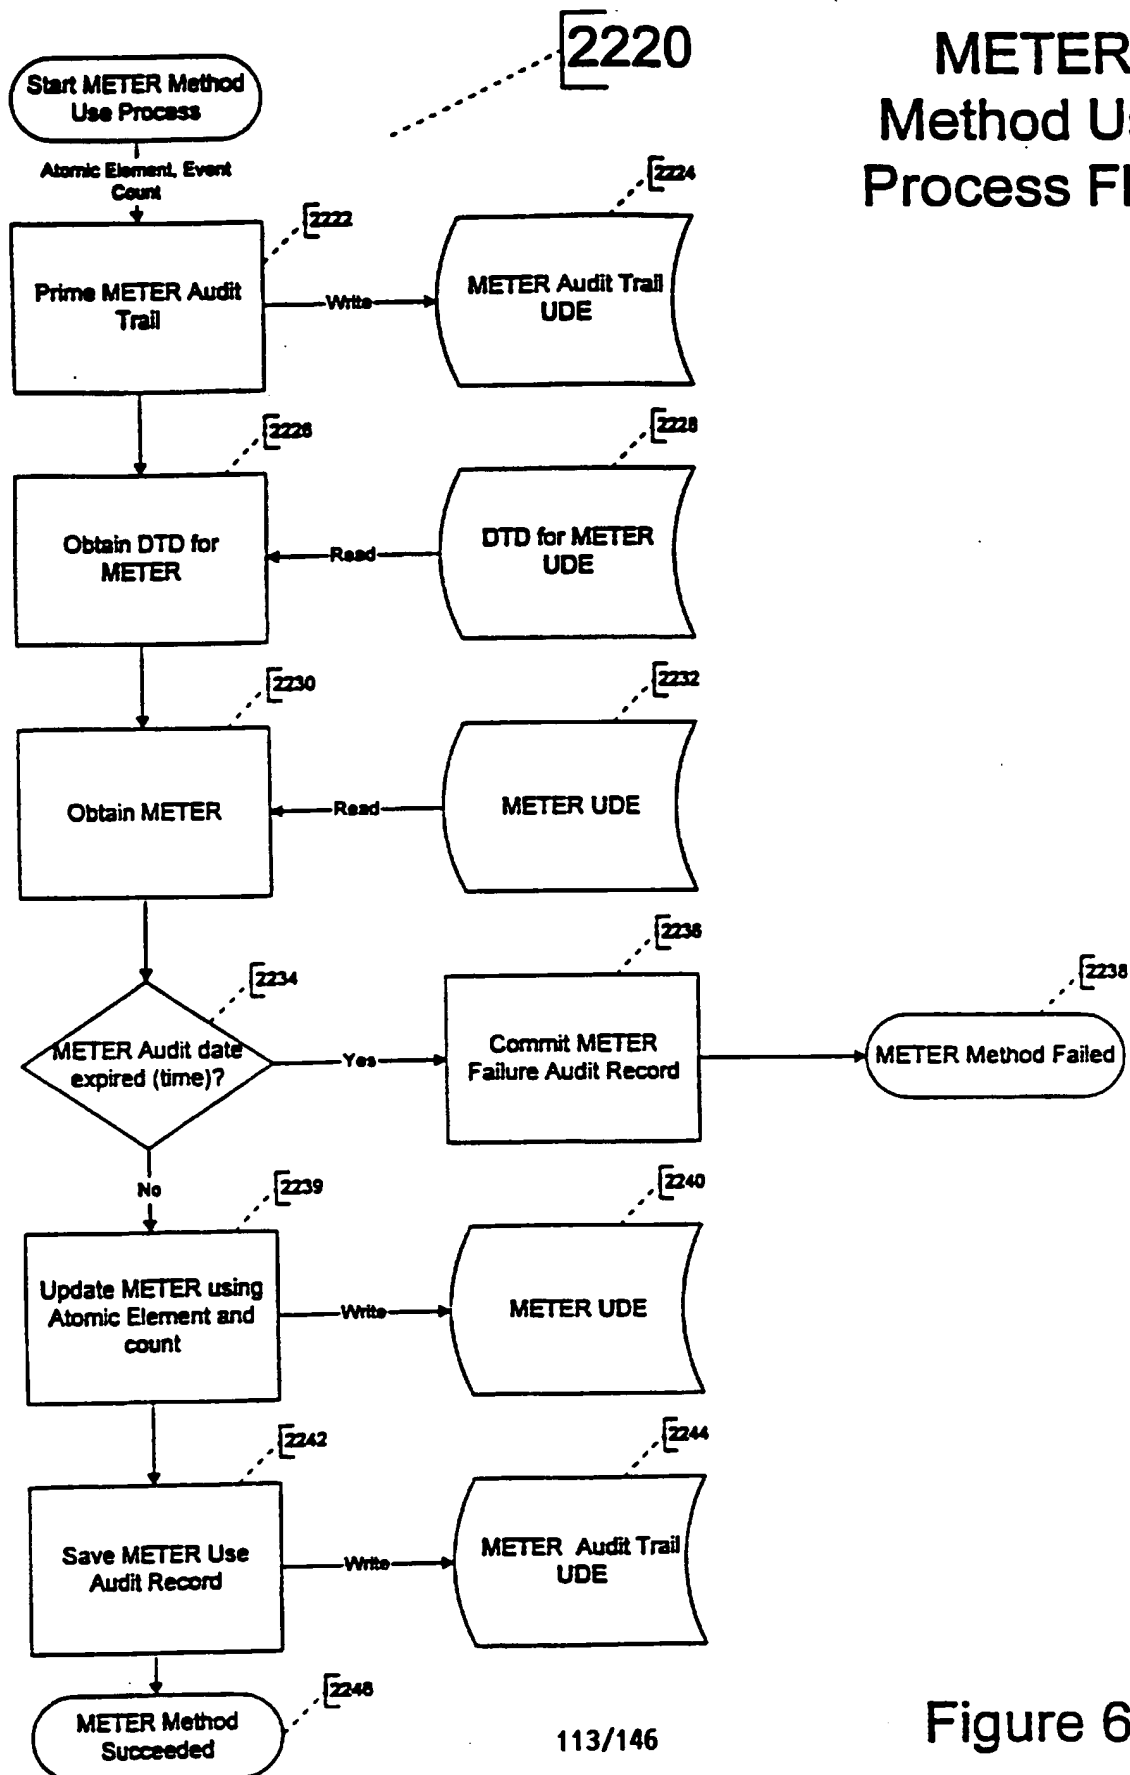 2220
METER
Method Us
Process Fl
Start METER Method
Use Process
Atomic Element, Event
Count
2222
2224
Prime METER Audit
Trail
Write
METER Audit Trail
UDE
2226
2228
Obtain DTD for
METER
Read
DTD for METER
UDE
2230
2232
Obtain METER
Read
METER UDE
2234
2236
2238
METER Audit date
expired (time)?
Yes
Commit METER
Failure Audit Record
METER Method Failed
No
2239
2240
Update METER using
Atomic Element and
count
Write
METER UDE
2242
2244
Save METER Use
Audit Record
Write
METER Audit Trail
UDE
2246
METER Method
Succeeded
113/146
Figure 6